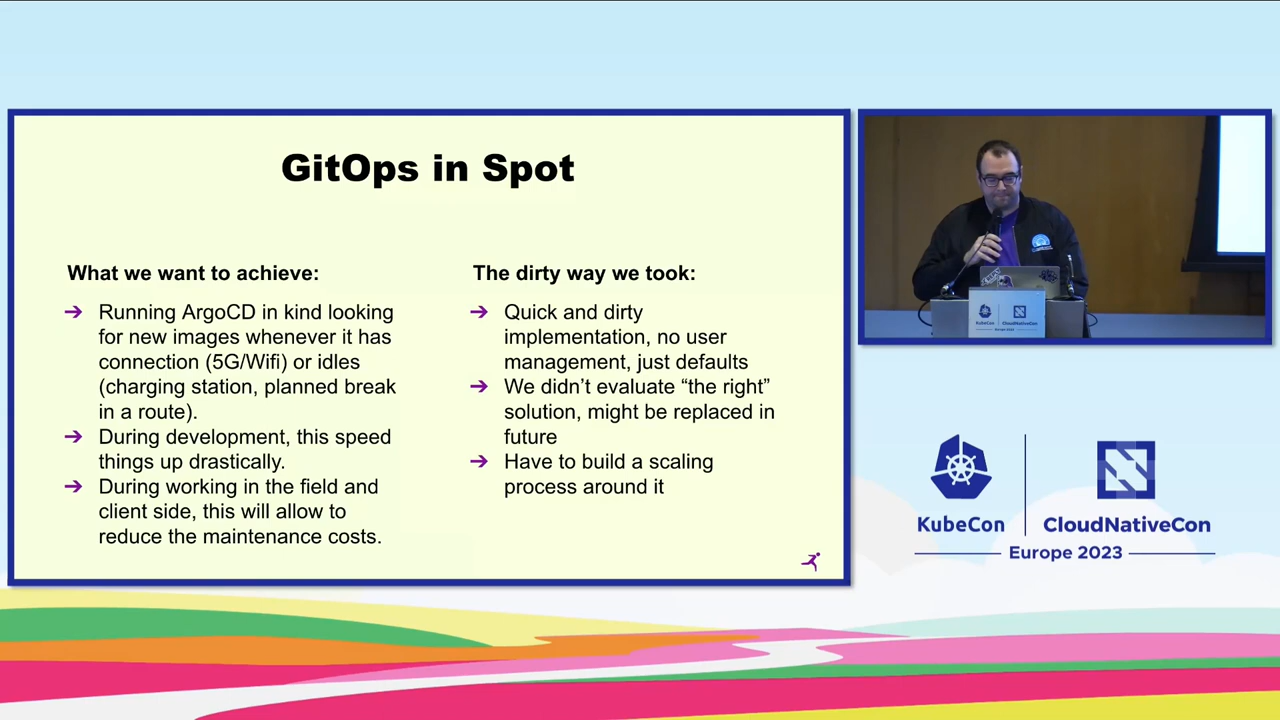 GitOps in Spot
What we want to achieve:
➔ Running ArgoCD in kind looking
for new images whenever it has
connection (5G/Wifi) or idles
(charging station, planned break
in a route).
➔ During development, this speed
things up drastically.
➔ During working in the field and
client side, this will allow to
reduce the maintenance costs.
The dirty way we took:
➔ Quick and dirty
implementation, no user
management, just defaults
➔ We didn’t evaluate “the right”
solution, might be replaced in
future
➔ Have to build a scaling
process around it
KubeCon
CloudNativeCon
Europe 2023
KubeCon
CloudNativeCon
Europe 2023